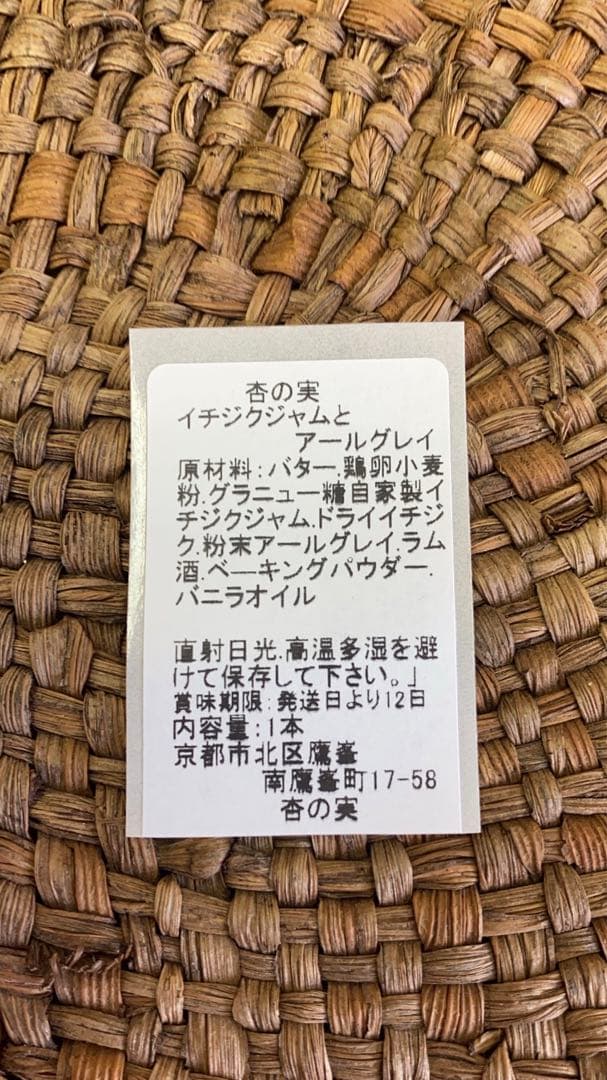 杏の実
イチジクジャムと
アールグレイ
原材料:バター.鶏卵小麦
粉.グラニュー糖自家製イ
チジクジャム.ドライイチジ
ク.粉末アールグレイ.ラム
酒.ベーキングパウダー.
バニラオイル
直射日光.高温多湿を避
けて保存して下さい。」
賞味期限:発送日より12日
内容量:1本
京都市北区鷹峯
南鷹峯町17-58
杏の実